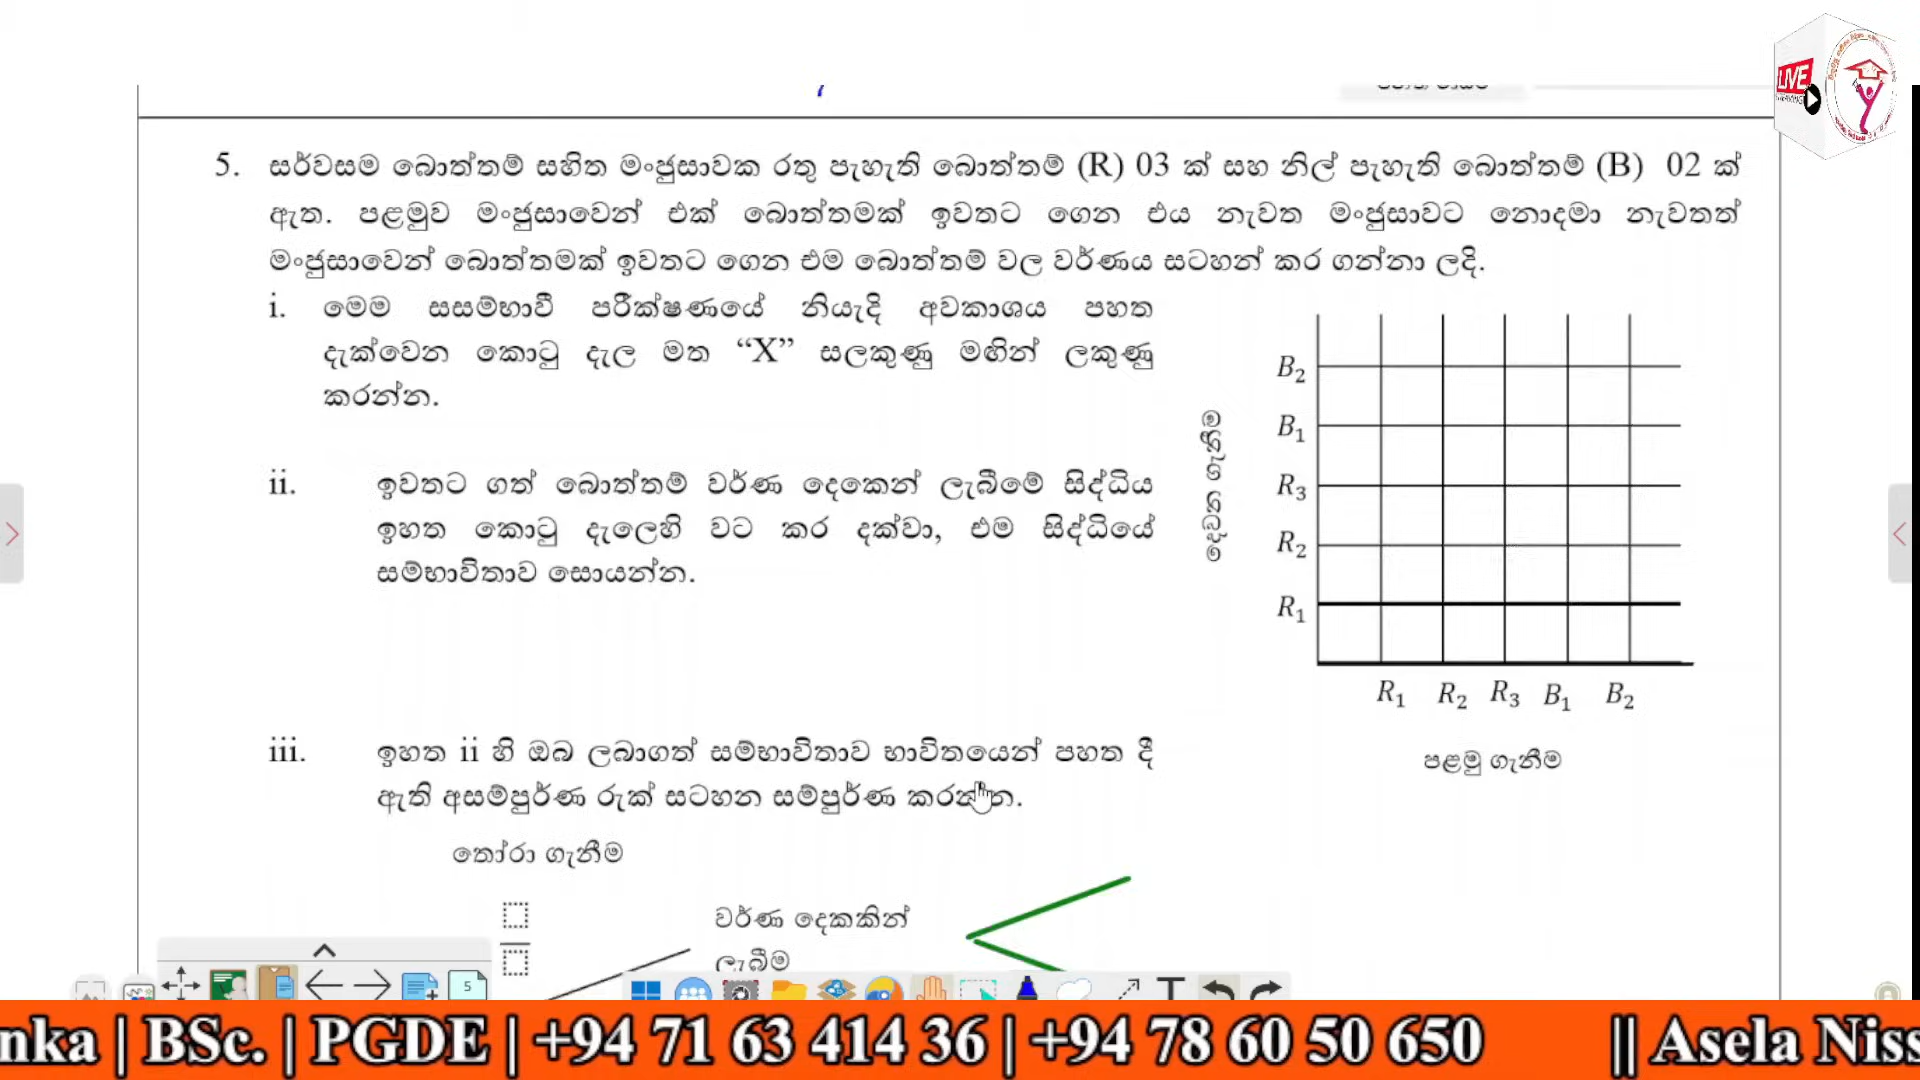 5. සර්වසම බොත්තම් සහිත මංජුසාවක රතු පැහැති බොත්තම් (R) 03 ක් සහ නිල් පැහැති බොත්තම් (B) 02 ක්
ඇත. පළමුව මංජුසාවෙන් එක් බොත්තමක් ඉවතට ගෙන එය නැවත මංජුසාවට නොදමා නැවතත්
මංජුසාවෙන් බොත්තමක් ඉවතට ගෙන එම බොත්තම් වල වර්ණය සටහන් කර ගන්නා ලදි.
i. මෙම සසම්භාවී පරීක්ෂණයේ නියැදි අවකාශය පහත
දැක්වෙන කොටු දැල මත “X” සලකුණු මඟින් ලකුණු
කරන්න.
ii. ඉවතට ගත් බොත්තම් වර්ණ දෙකෙන් ලැබීමේ සිද්ධිය
ඉහත කොටු දැලෙහි වට කර දක්වා, එම සිද්ධියේ
සම්භාවිතාව සොයන්න.
දෙවන ගැනීම
B₂
B₁
R₃
R₂
R₁
R₁ R₂ R₃ B₁ B₂
පළමු ගැනීම
iii. ඉහත ii හි ඔබ ලබාගත් සම්භාවිතාව භාවිතයෙන් පහත දී
ඇති අසම්පුර්ණ රුක් සටහන සම්පුර්ණ කරන්න.
තෝරා ගැනීම
වර්ණ දෙකකින්
ලැබීම
5
LIVE
nka | BSc. | PGDE | +94 71 63 414 36 | +94 78 60 50 650 || Asela Niss